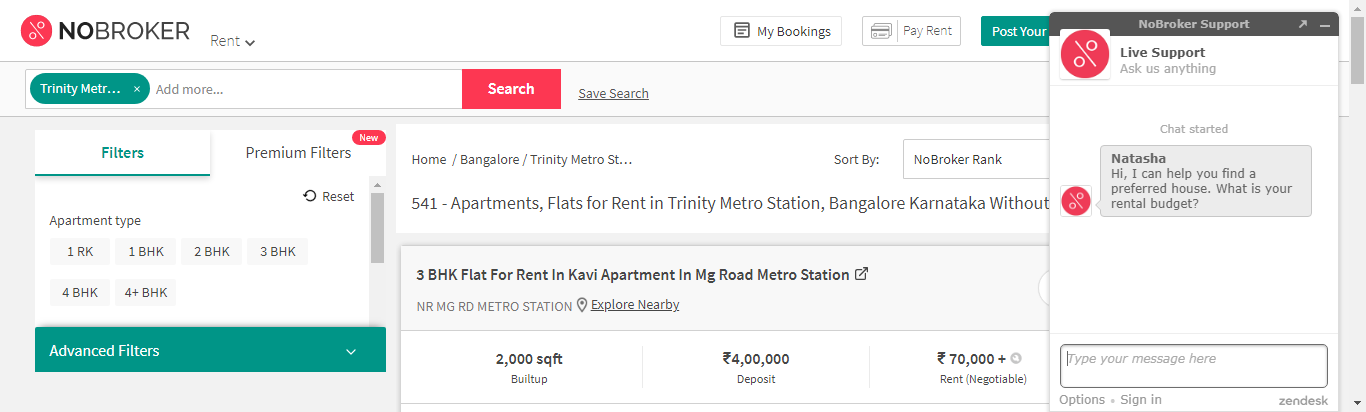 NOBROKER
Rent
My Bookings
Pay Rent
Post Your
Trinity Metr... ×
Add more...
Search
Save Search
Filters
Premium Filters
New
Reset
Apartment type
1 RK
1 BHK
2 BHK
3 BHK
4 BHK
4+ BHK
Advanced Filters
Home / Bangalore / Trinity Metro St...
Sort By:
NoBroker Rank
541 - Apartments, Flats for Rent in Trinity Metro Station, Bangalore Karnataka Without
3 BHK Flat For Rent In Kavi Apartment In Mg Road Metro Station
NR MG RD METRO STATION
Explore Nearby
2,000 sqft
Builtup
₹4,00,000
Deposit
₹ 70,000 +
Rent (Negotiable)
NoBroker Support
Live Support
Ask us anything
Chat started
Natasha
Hi, I can help you find a
preferred house. What is your
rental budget?
Type your message here
Options • Sign in
zendesk